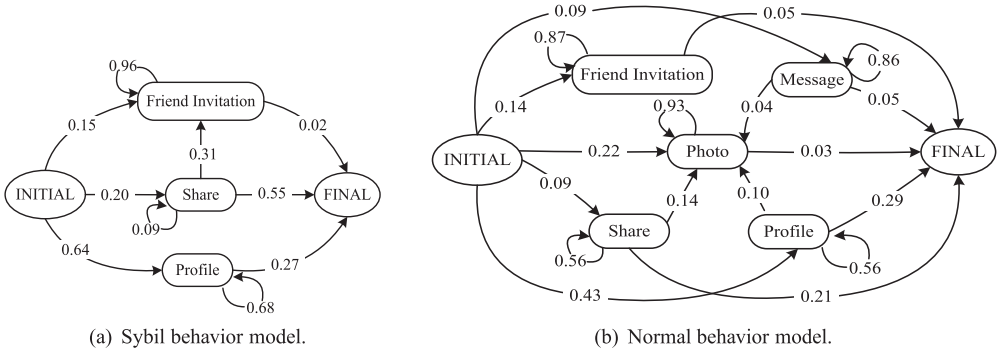 0.96
Friend Invitation
0.15
0.02
0.31
INITIAL
0.20
Share
0.55
FINAL
0.09
0.64
Profile
0.27
0.68
(a) Sybil behavior model.
0.09
0.05
0.87
Friend Invitation
Message
0.86
0.14
0.93
0.04
0.05
INITIAL
0.22
Photo
0.03
FINAL
0.09
0.14
0.10
0.29
Share
Profile
0.56
0.56
0.43
0.21
(b) Normal behavior model.